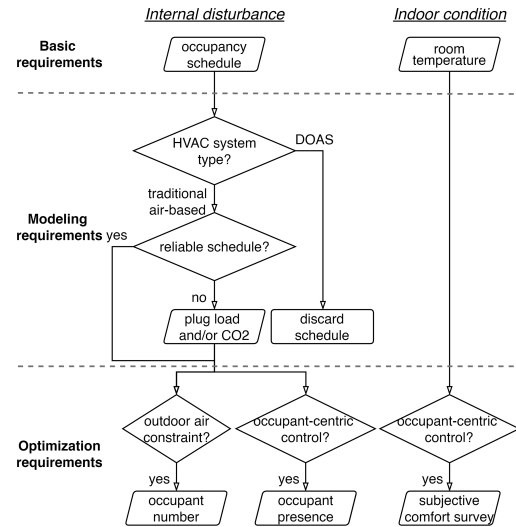 Internal disturbance
Indoor condition
Basic
requirements
occupancy
schedule
room
temperature
HVAC system
type?
DOAS
traditional
air-based
Modeling
requirements
yes
reliable schedule?
no
plug load
and/or CO2
discard
schedule
outdoor air
constraint?
occupant-centric
control?
occupant-centric
control?
Optimization
requirements
yes
yes
yes
occupant
number
occupant
presence
subjective
comfort survey